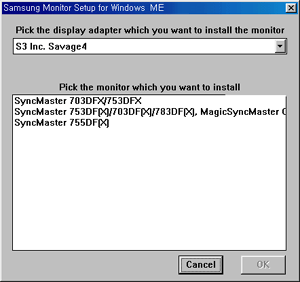 Samsung Monitor Setup for Windows ME
Pick the display adapter which you want to install the monitor
S3 Inc. Savage4
Pick the monitor which you want to install
SyncMaster 703DFX/753DFX
SyncMaster 753DF(X)/703DF(X)/783DF(X), MagicSyncMaster
SyncMaster 755DF(X)
Cancel
OK